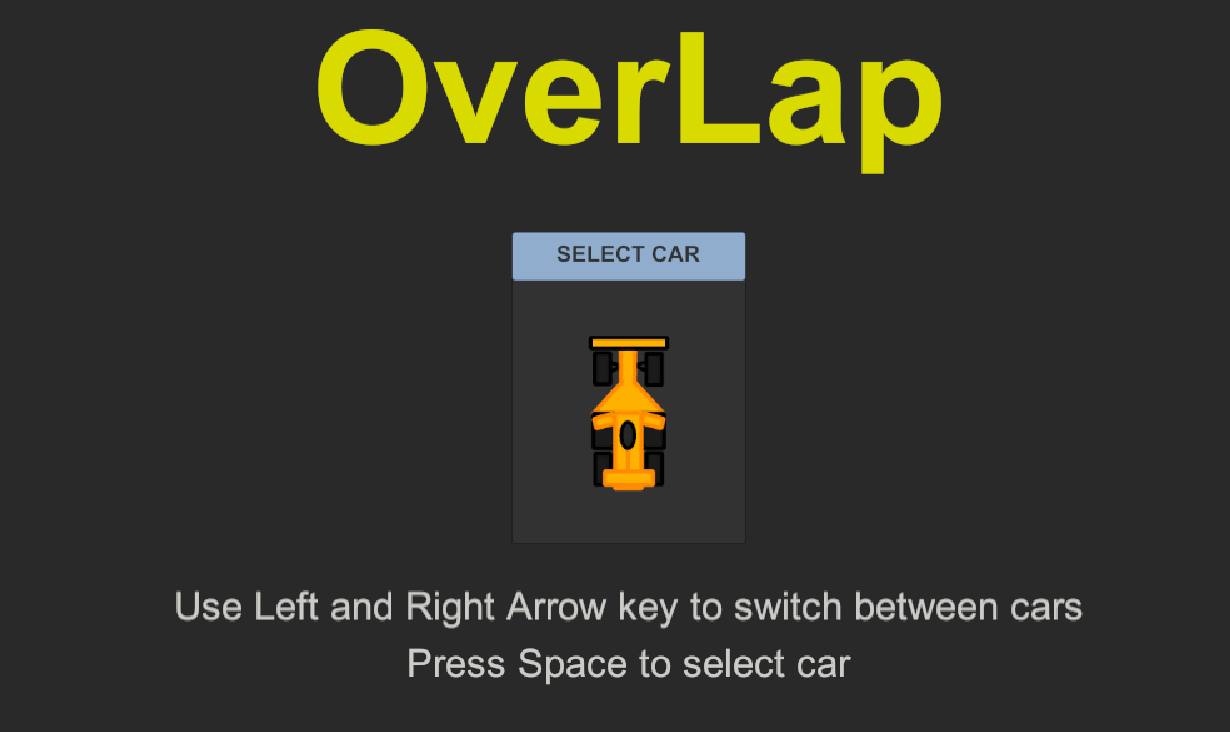 OverLap
SELECT CAR
Use Left and Right Arrow key to switch between cars
Press Space to select car